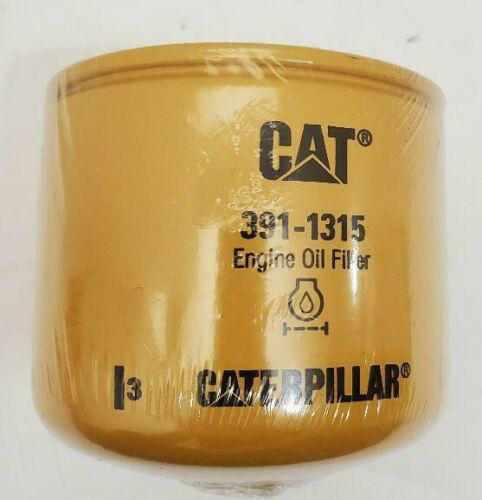 CAT®
391-1315
Engine Oil Filter
3 CATERPILLAR®